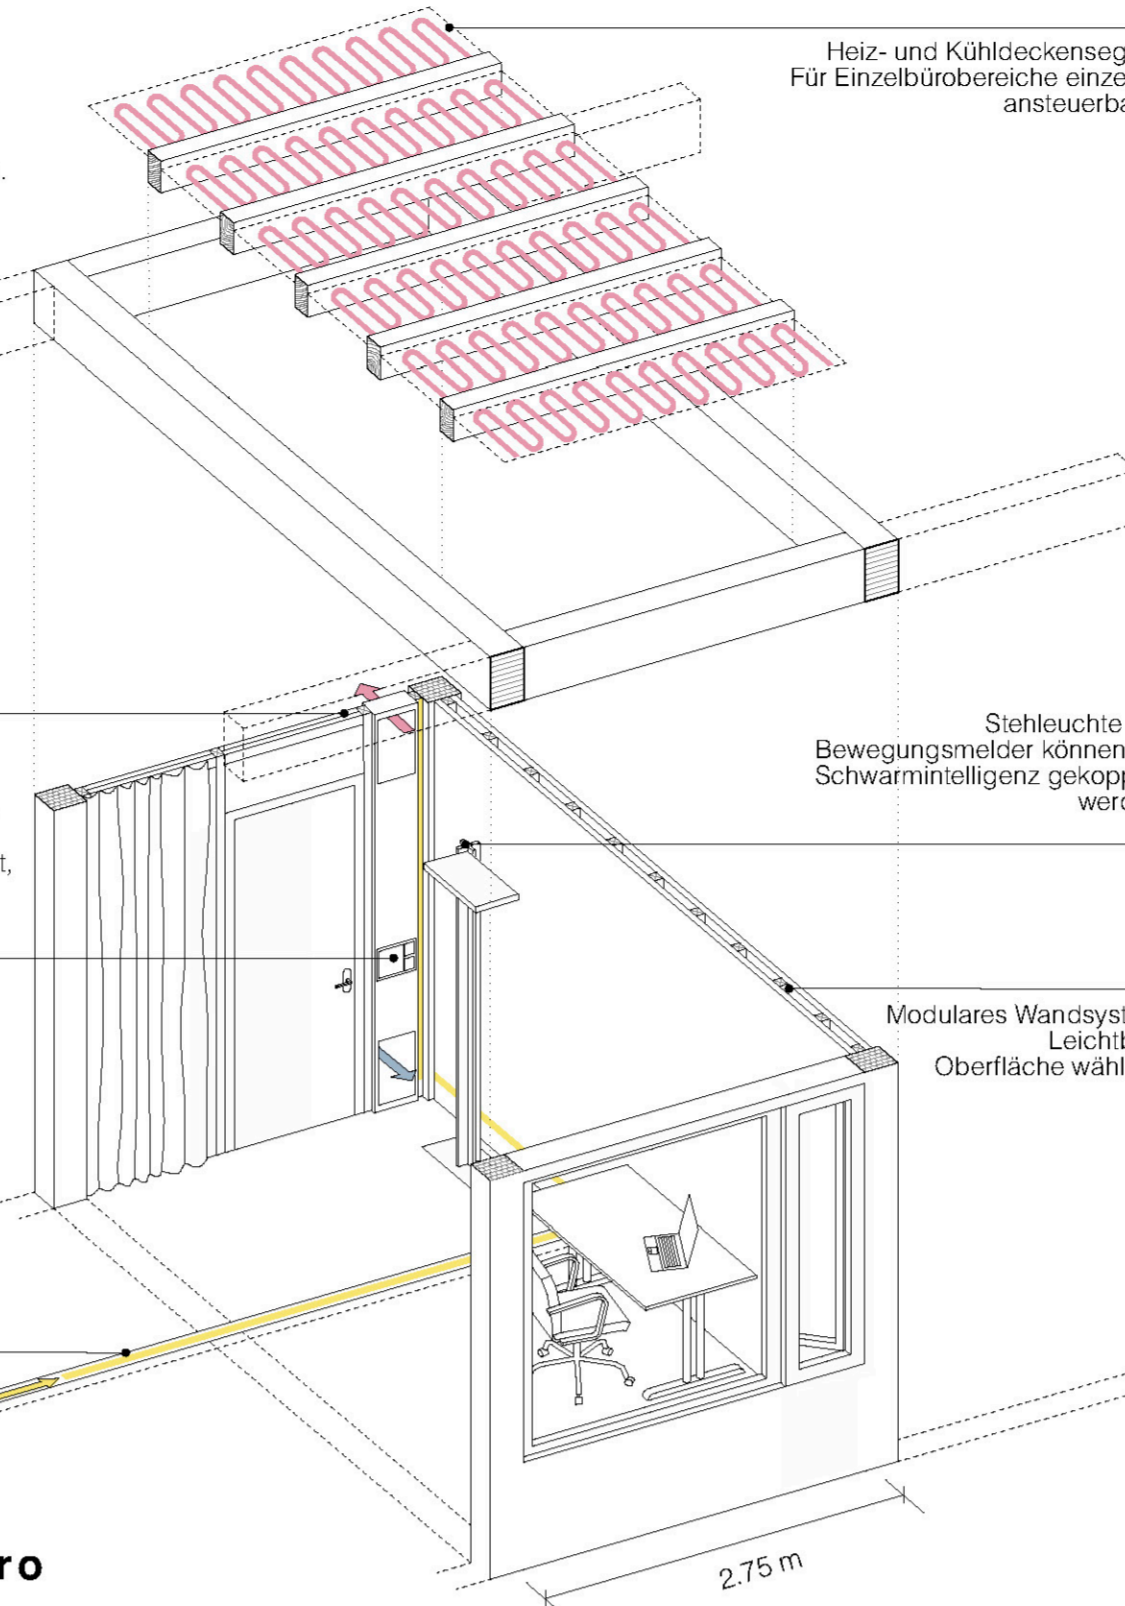 Heiz- und Kühldeckenseg
Für Einzelbürobereiche einze
ansteuerba
Stehleuchte
Bewegungsmelder können
Schwarmintelligenz gekopp
werd
t,
Modulares Wandsyst
Leichtb
Oberfläche wähl
2.75 m
ro